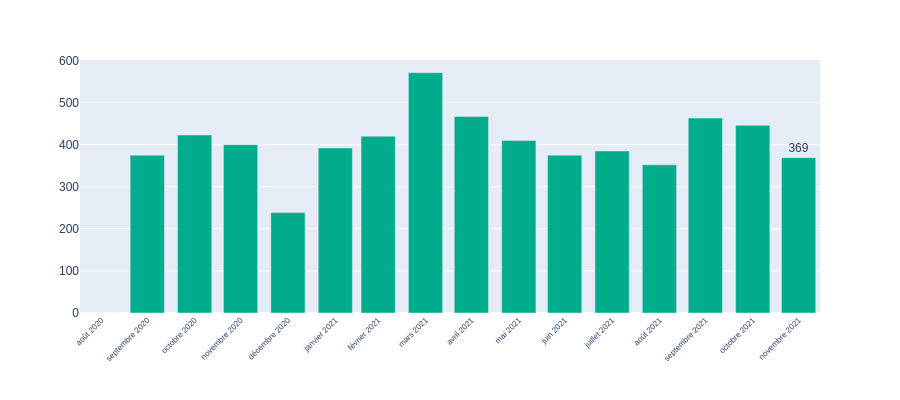 600
500
400
300
200
100
0
369
août 2020
septembre 2020
octobre 2020
novembre 2020
décembre 2020
janvier 2021
février 2021
mars 2021
avril 2021
mai 2021
juin 2021
juillet 2021
août 2021
septembre 2021
octobre 2021
novembre 2021